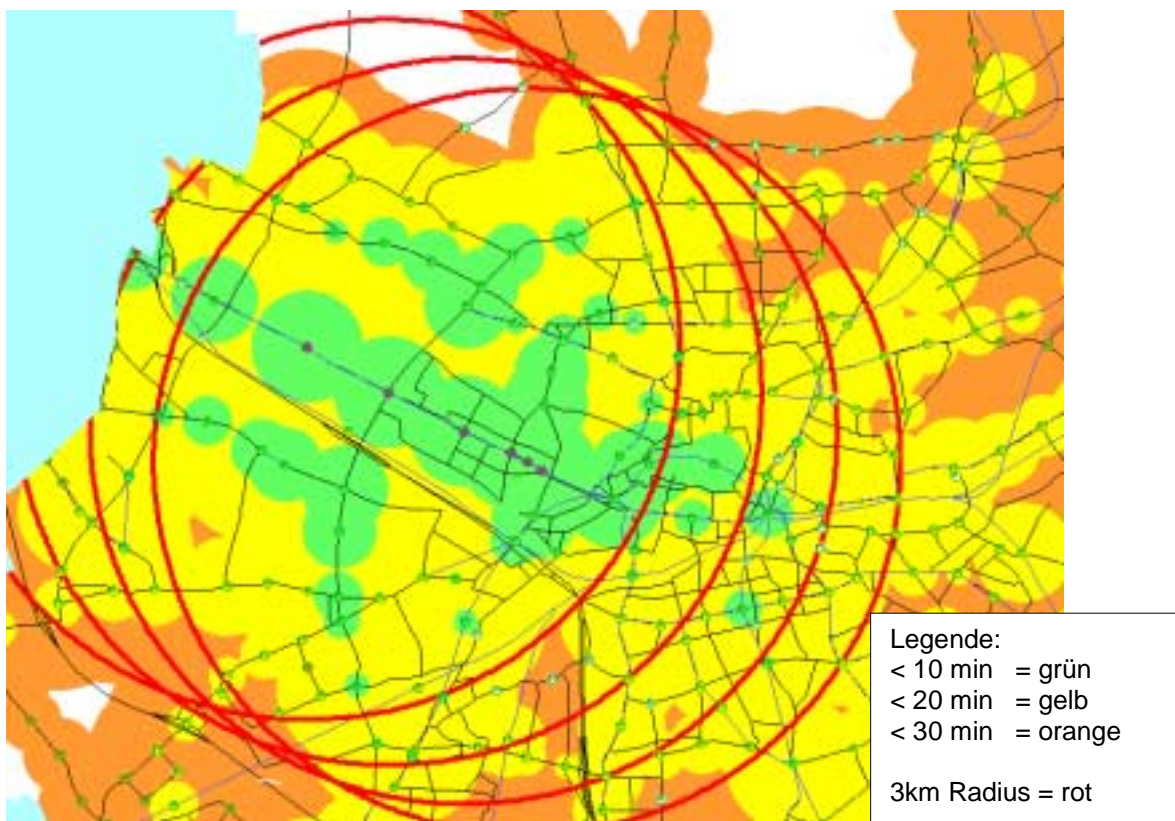 Legende:
< 10 min = grün
< 20 min = gelb
< 30 min = orange
3km Radius = rot